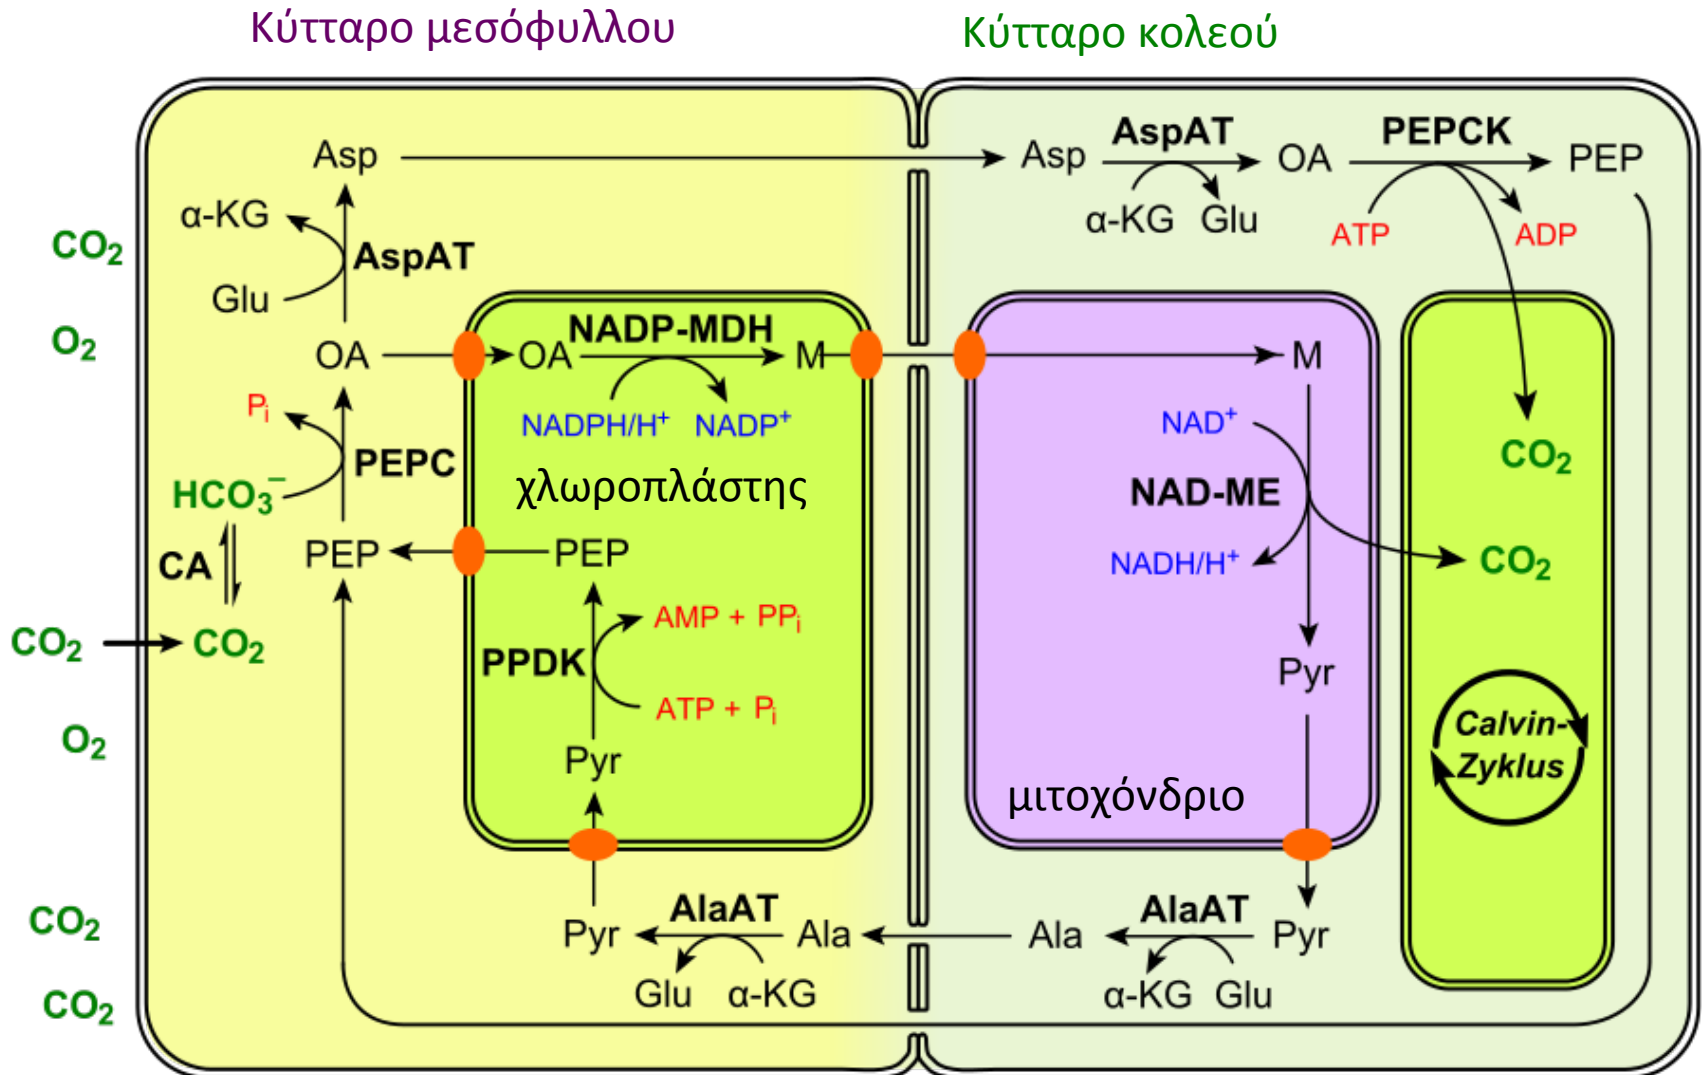 Κύτταρο μεσόφυλλου
Κύτταρο κολεού
CO₂
O₂
CO₂
O₂
CO₂
CO₂
Asp
α-KG
AspAT
Glu
OA
Pᵢ
PEPC
HCO₃⁻
CA
PEP
CO₂
OA
NADP-MDH
M
NADPH/H⁺ NADP⁺
χλωροπλάστης
PEP
AMP + PPᵢ
PPDK
ATP + Pᵢ
Pyr
Pyr
AlaAT
Ala
Glu α-KG
Asp
AspAT
α-KG Glu
OA
PEPCK
PEP
ATP
ADP
M
NAD⁺
NAD-ME
NADH/H⁺
Pyr
μιτοχόνδριο
CO₂
CO₂
Calvin-
Zyklus
Ala
AlaAT
Pyr
α-KG Glu